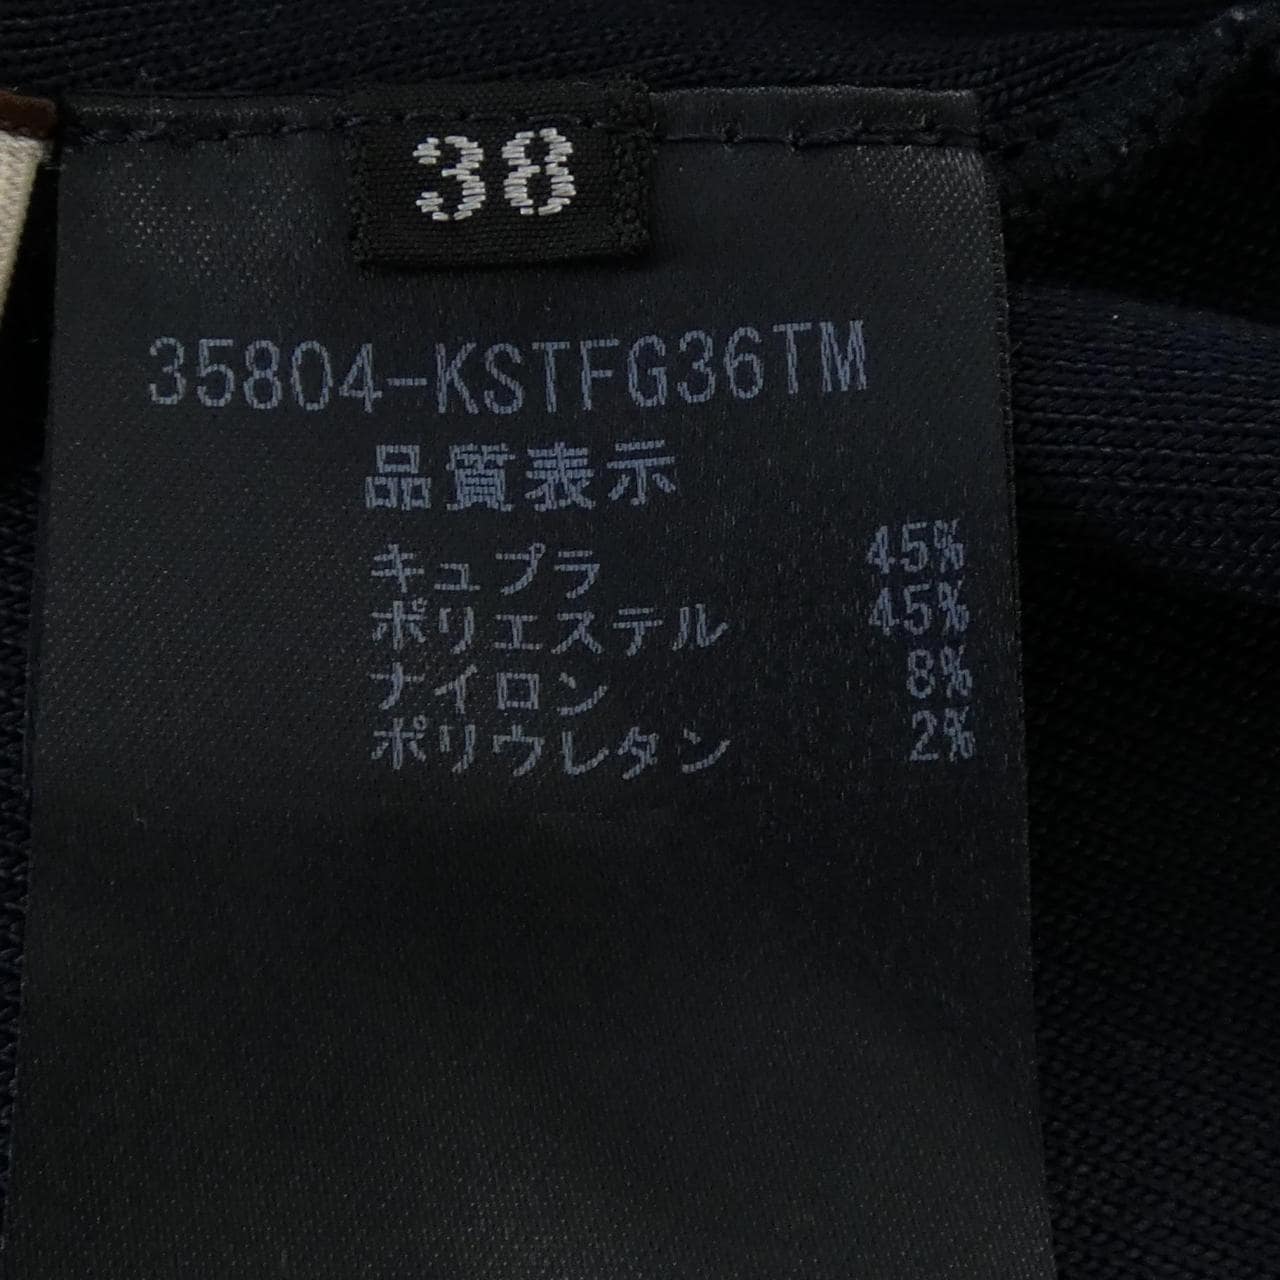 38
35804-KSTFG36TM
品質表示
キュプラ 45%
ポリエステル 45%
ナイロン 8%
ポリウレタン 2%